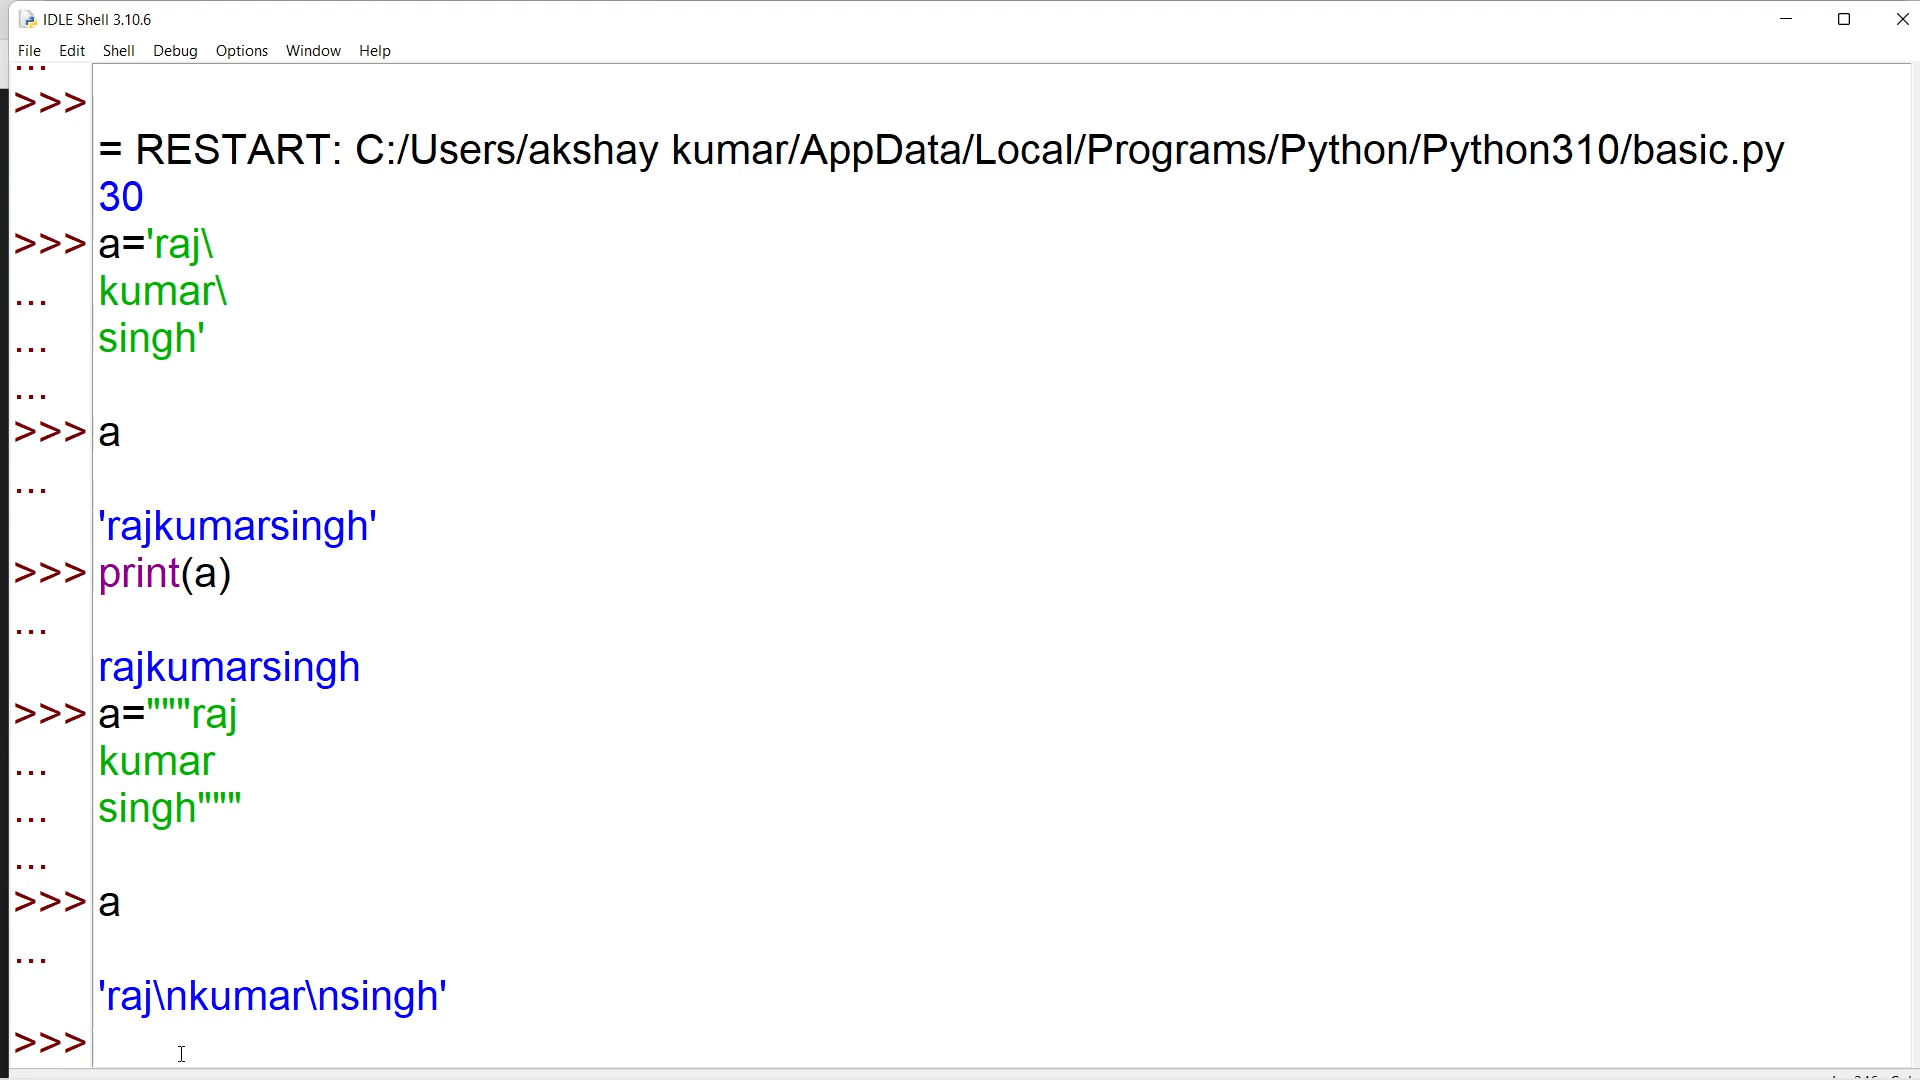 IDLE Shell 3.10.6
File Edit Shell Debug Options Window Help
...
>>>
= RESTART: C:/Users/akshay kumar/AppData/Local/Programs/Python/Python310/basic.py
30
>>> a='raj\
... kumar\
... singh'
...
>>> a
...
'rajkumarsingh'
>>> print(a)
...
rajkumarsingh
>>> a="""raj
... kumar
... singh"""
...
>>> a
...
'raj\nkumar\nsingh'
>>>